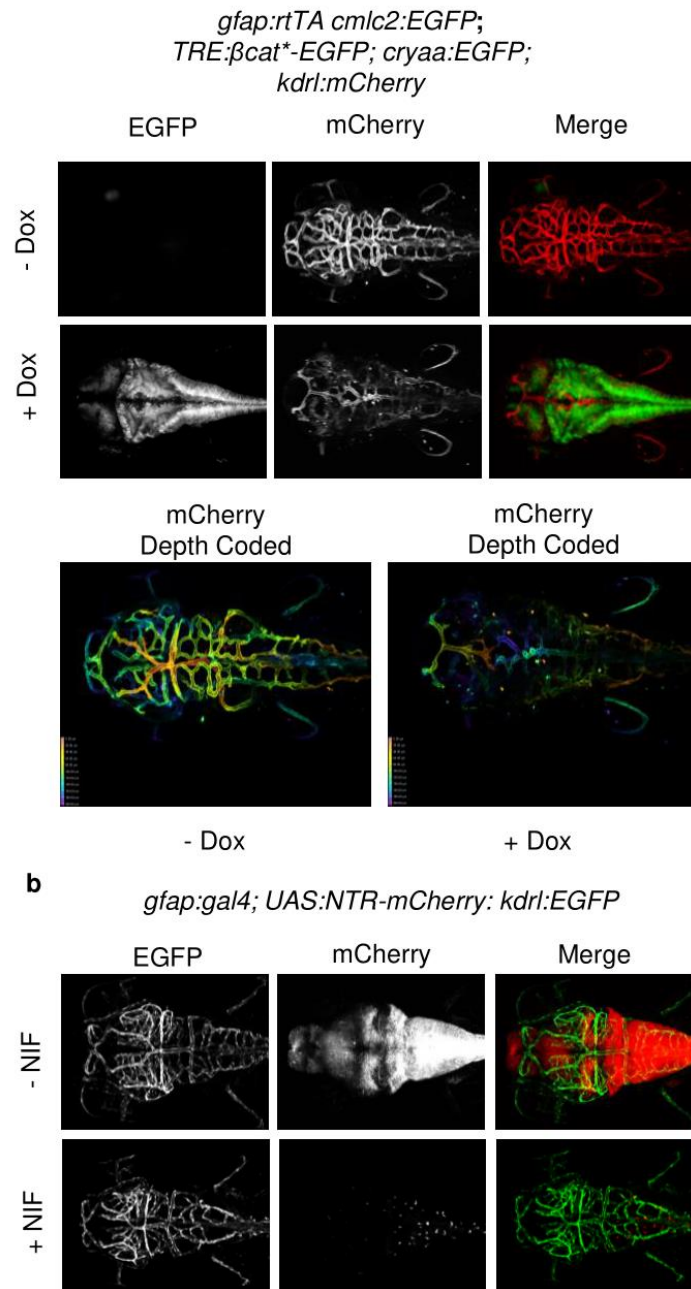 gfap:rtTA cmlc2:EGFP;
TRE:βcat*-EGFP; cryaa:EGFP;
kdrl:mCherry
EGFP mCherry Merge
- Dox
+ Dox
mCherry
Depth Coded
mCherry
Depth Coded
- Dox + Dox
b
gfap:gal4; UAS:NTR-mCherry: kdrl:EGFP
EGFP mCherry Merge
- NIF
+ NIF